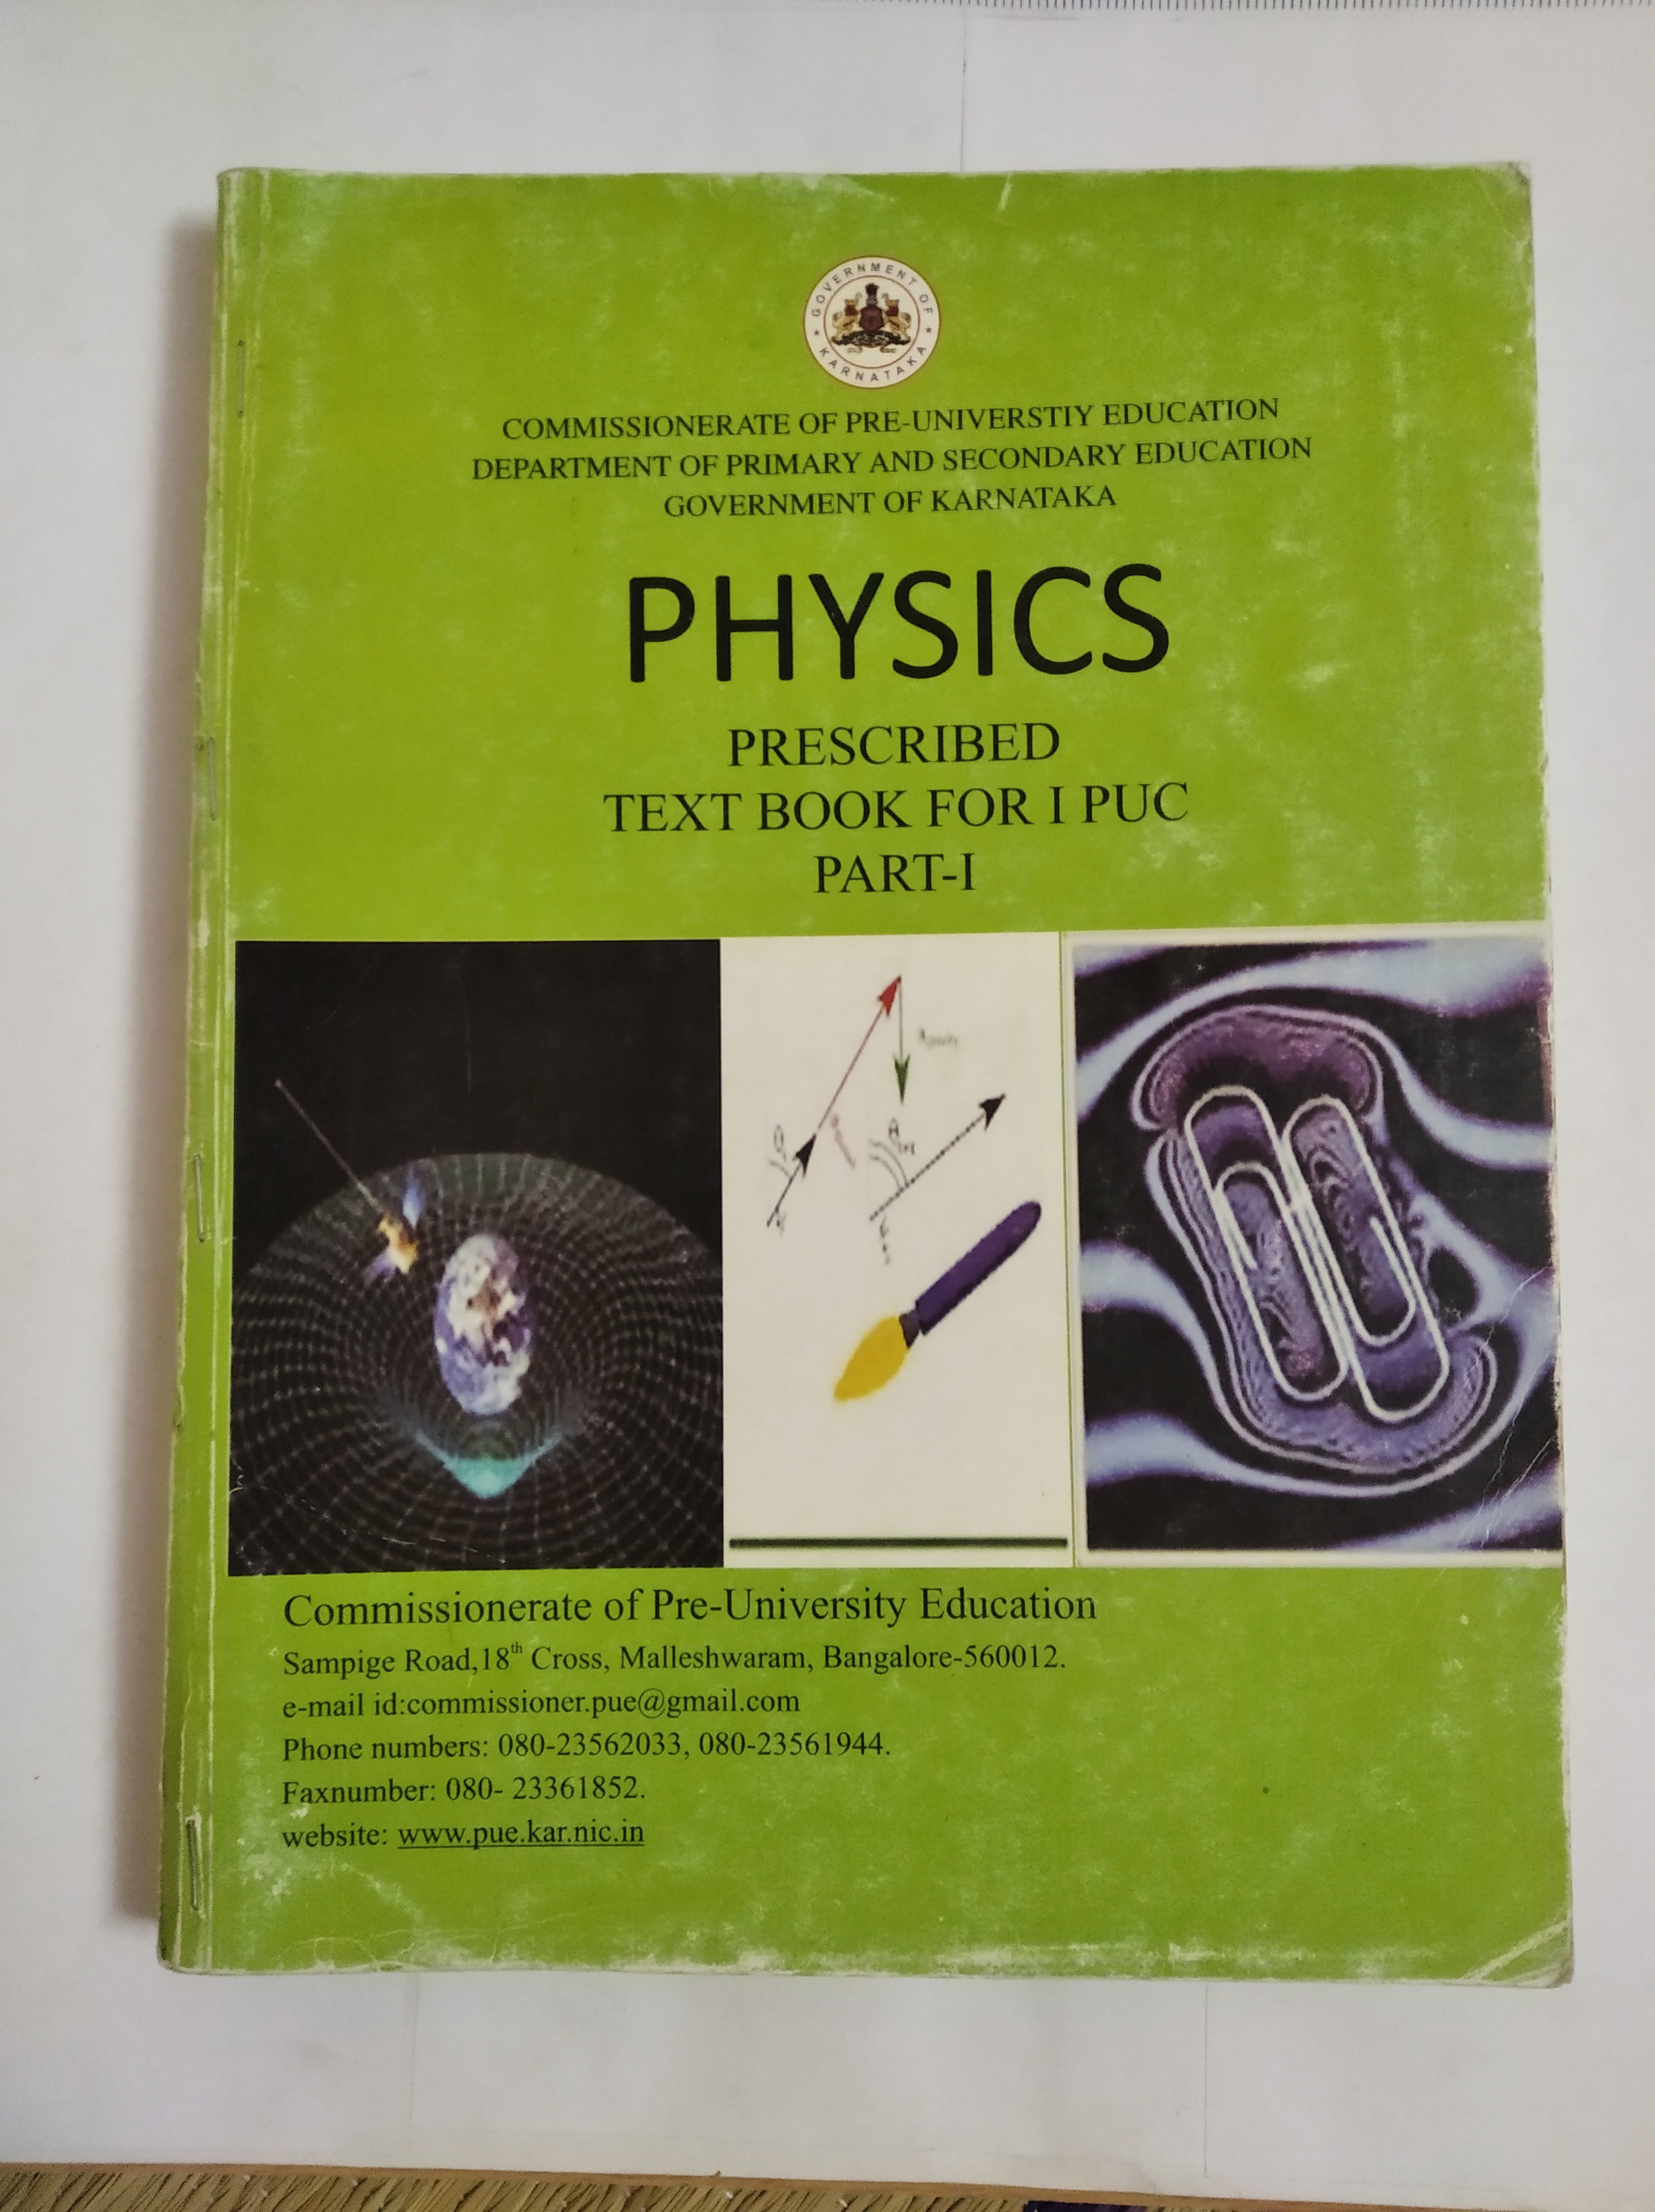 GOVERNMENT OF
★ KARNATAKA ★
COMMISSIONERATE OF PRE-UNIVERSTIY EDUCATION
DEPARTMENT OF PRIMARY AND SECONDARY EDUCATION
GOVERNMENT OF KARNATAKA
PHYSICS
PRESCRIBED
TEXT BOOK FOR I PUC
PART-I
Commissionerate of Pre-University Education
Sampige Road,18th Cross, Malleshwaram, Bangalore-560012.
e-mail id:commissioner.pue@gmail.com
Phone numbers: 080-23562033, 080-23561944.
Faxnumber: 080- 23361852.
website: www.pue.kar.nic.in